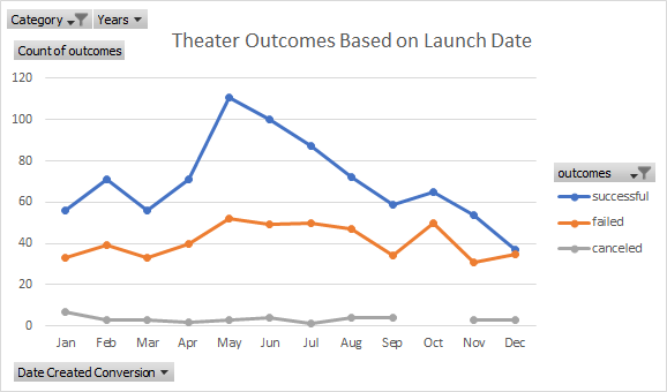 Category Years
Theater Outcomes Based on Launch Date
Count of outcomes
120
100
80
60
40
20
0
Jan Feb Mar Apr May Jun Jul Aug Sep Oct Nov Dec
outcomes
successful
failed
canceled
Date Created Conversion